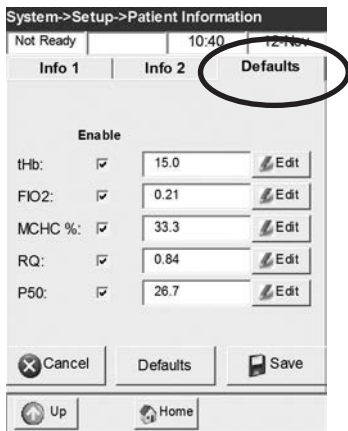 System->Setup->Patient Information
Not Ready 10:40 12-Nov
Info 1 Info 2 Defaults
Enable
tHb: 15.0 Edit
FIO2: 0.21 Edit
MCHC %: 33.3 Edit
RQ: 0.84 Edit
P50: 26.7 Edit
Cancel Defaults Save
Up Home